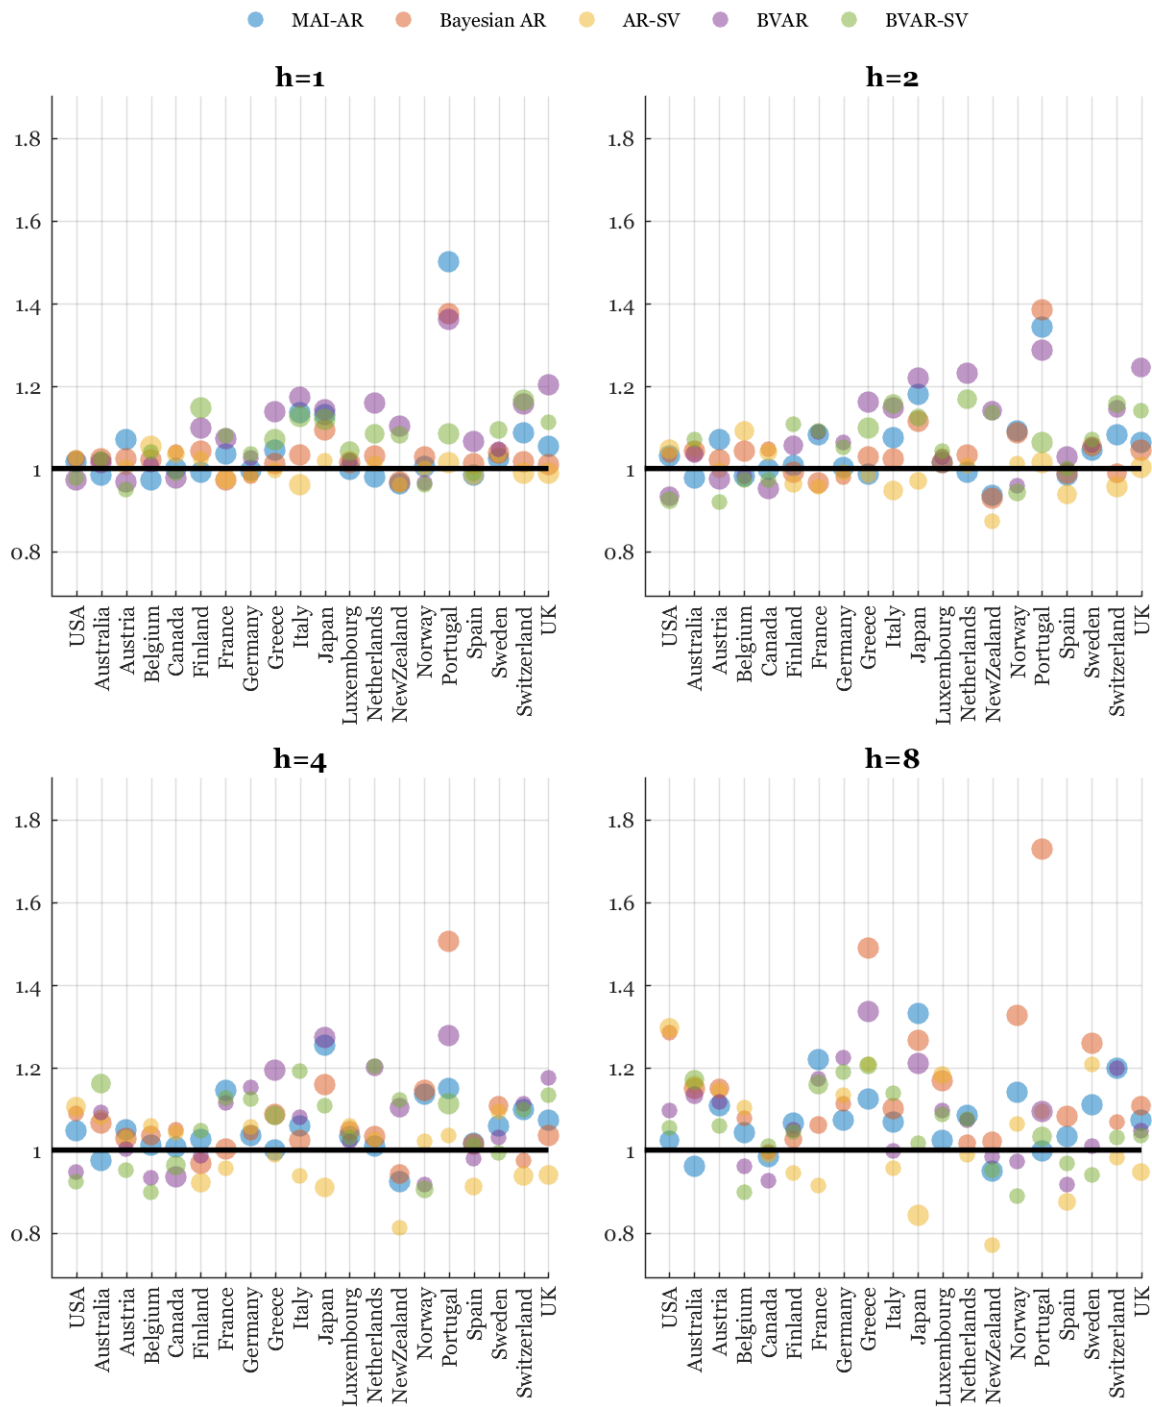 MAI-AR Bayesian AR AR-SV BVAR BVAR-SV
h=1
1.8
1.6
1.4
1.2
1
0.8
USA
Australia
Austria
Belgium
Canada
Finland
France
Germany
Greece
Italy
Japan
Luxembourg
Netherlands
NewZealand
Norway
Portugal
Spain
Sweden
Switzerland
UK
h=2
1.8
1.6
1.4
1.2
1
0.8
USA
Australia
Austria
Belgium
Canada
Finland
France
Germany
Greece
Italy
Japan
Luxembourg
Netherlands
NewZealand
Norway
Portugal
Spain
Sweden
Switzerland
UK
h=4
1.8
1.6
1.4
1.2
1
0.8
USA
Australia
Austria
Belgium
Canada
Finland
France
Germany
Greece
Italy
Japan
Luxembourg
Netherlands
NewZealand
Norway
Portugal
Spain
Sweden
Switzerland
UK
h=8
1.8
1.6
1.4
1.2
1
0.8
USA
Australia
Austria
Belgium
Canada
Finland
France
Germany
Greece
Italy
Japan
Luxembourg
Netherlands
NewZealand
Norway
Portugal
Spain
Sweden
Switzerland
UK